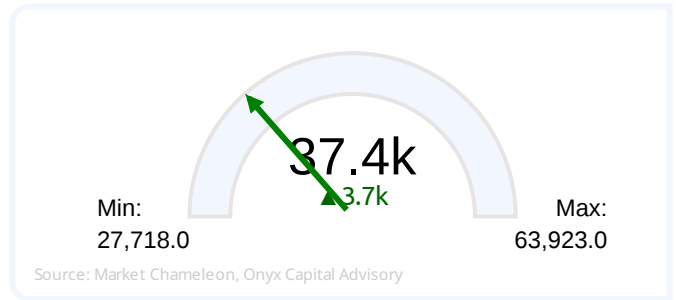 37.4k
▲3.7k
Min:
27,718.0
Max:
63,923.0
Source: Market Chameleon, Onyx Capital Advisory